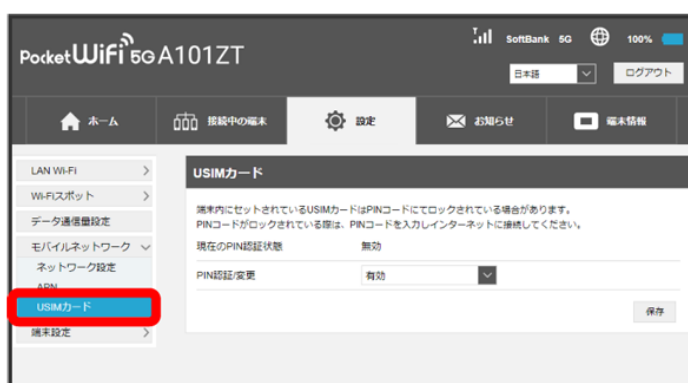 SoftBank 5G 100%
Pocket WiFi 5G A101ZT
日本語 ログアウト
ホーム 接続中の端末 設定 お知らせ 端末情報
LAN Wi-Fi
Wi-Fiスポット
データ通信量設定
モバイルネットワーク
ネットワーク設定
APN
USIMカード
端末設定
USIMカード
端末内にセットされているUSIMカードはPINコードにてロックされている場合があります。
PINコードがロックされている際は、PINコードを入力しインターネットに接続してください。
現在のPIN認証状態 無効
PIN認証/変更 有効
保存